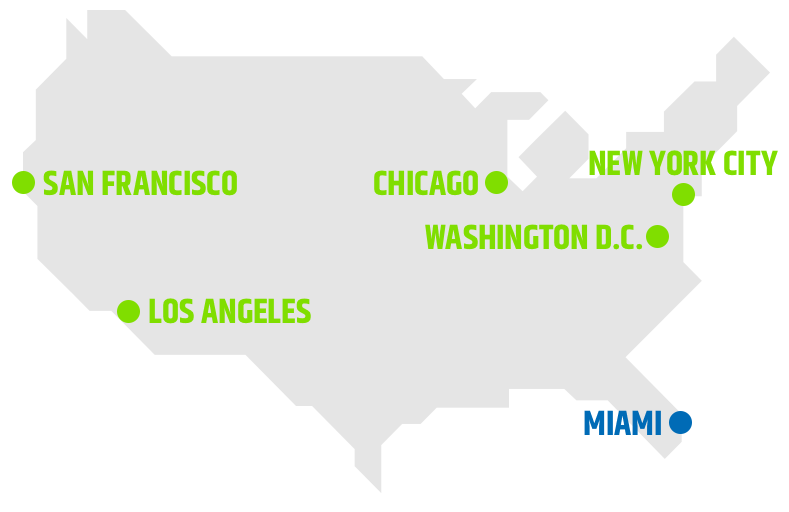 NEW YORK CITY
SAN FRANCISCO
CHICAGO
WASHINGTON D.C.
LOS ANGELES
MIAMI